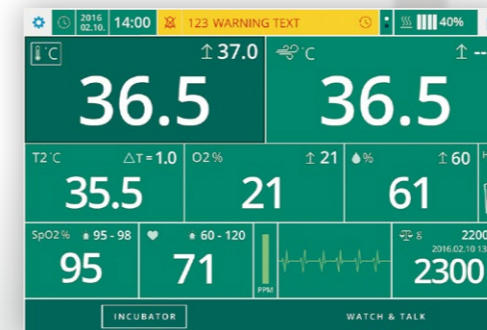 2016
02.10.
14:00
123 WARNING TEXT
40%
°C
↑ 37.0
36.5
°C
↑ --
36.5
T2 °C
△T = 1.0
35.5
O2 %
↑ 21
21
%
↑ 60
61
SpO2 %
95 - 98
95
60 - 120
71
PPM
g
2200
2016.02.10 13
2300
INCUBATOR
WATCH & TALK